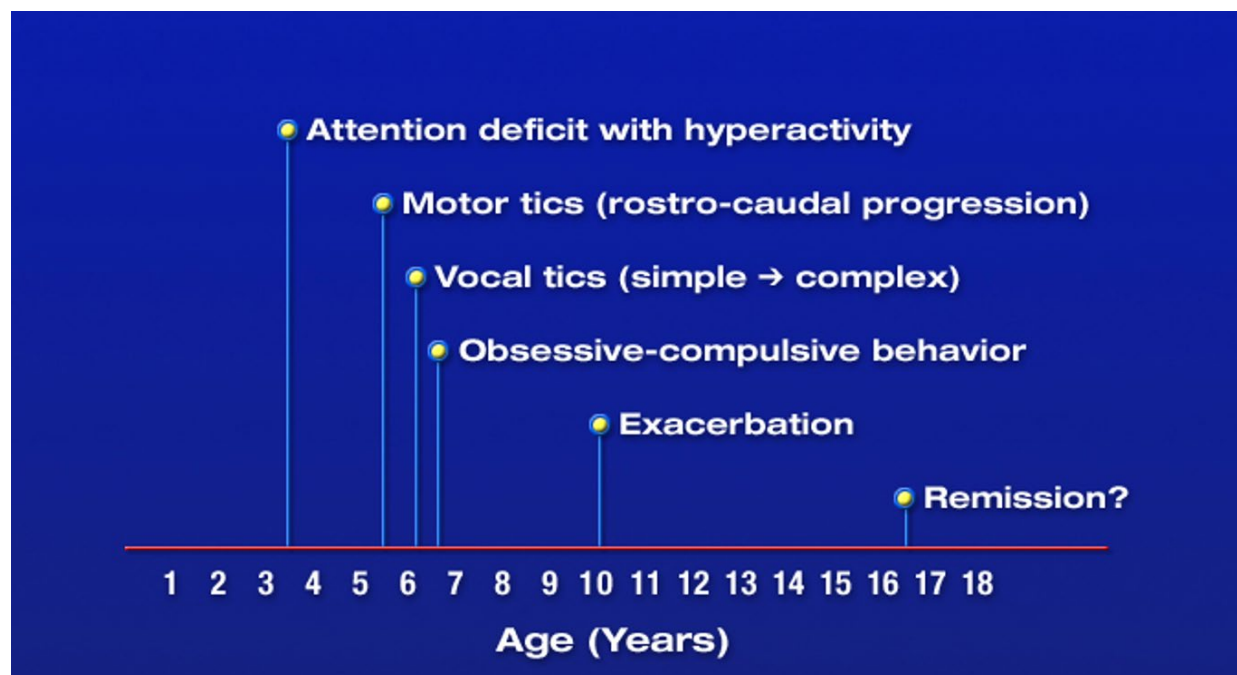 Attention deficit with hyperactivity
Motor tics (rostro-caudal progression)
Vocal tics (simple → complex)
Obsessive-compulsive behavior
Exacerbation
Remission?
1 2 3 4 5 6 7 8 9 10 11 12 13 14 15 16 17 18
Age (Years)